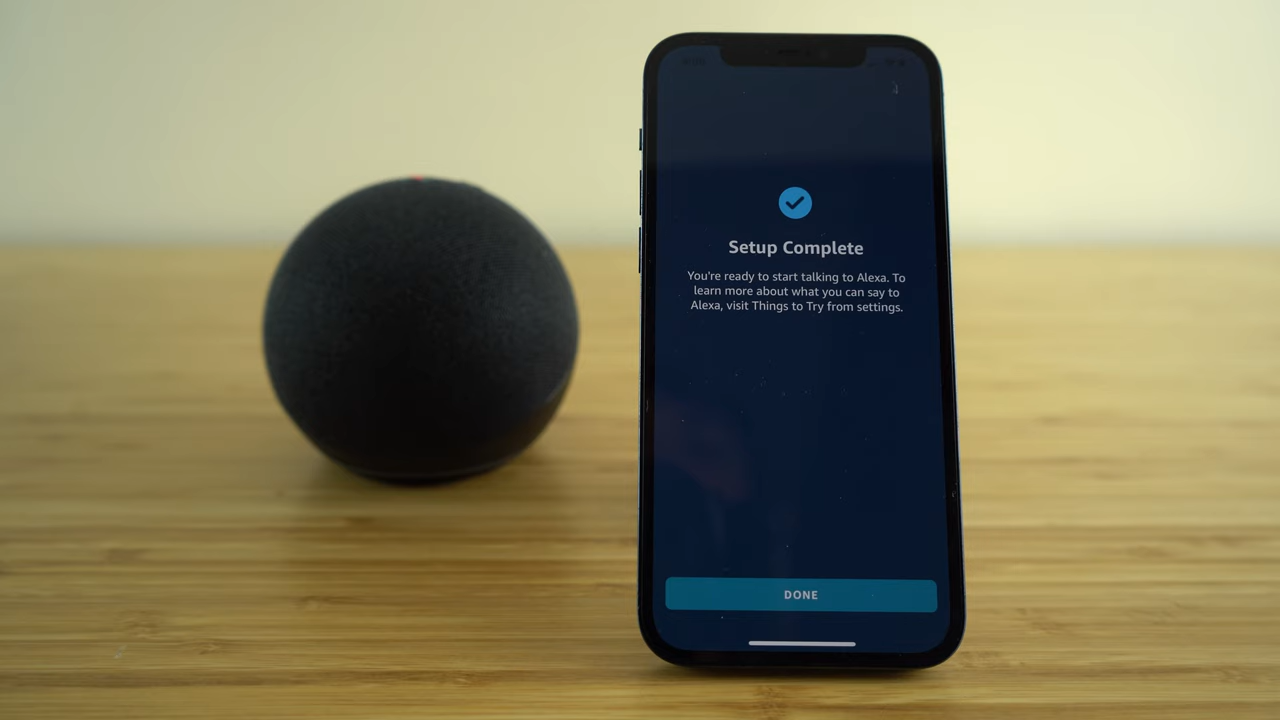 Setup Complete
You're ready to start talking to Alexa. To
learn more about what you can say to
Alexa, visit Things to Try from settings.
DONE